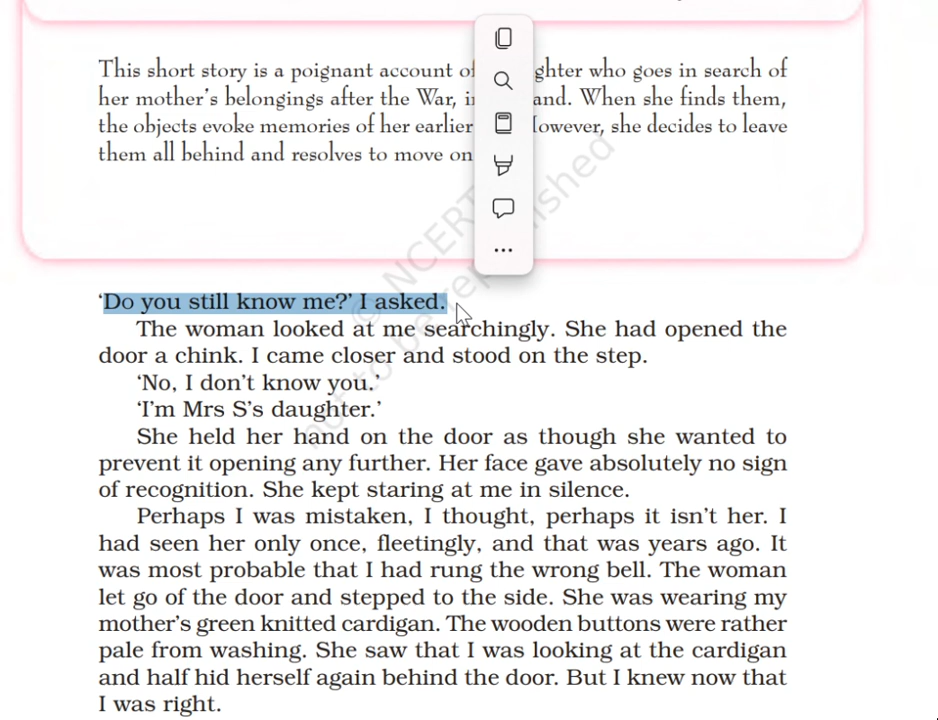 This short story is a poignant account of ghter who goes in search of
her mother's belongings after the War, in and. When she finds them,
the objects evoke memories of her earlier However, she decides to leave
them all behind and resolves to move on
© NCERT
not to be republished
'Do you still know me?' I asked.
The woman looked at me searchingly. She had opened the
door a chink. I came closer and stood on the step.
'No, I don't know you.'
'I'm Mrs S's daughter.'
She held her hand on the door as though she wanted to
prevent it opening any further. Her face gave absolutely no sign
of recognition. She kept staring at me in silence.
Perhaps I was mistaken, I thought, perhaps it isn't her. I
had seen her only once, fleetingly, and that was years ago. It
was most probable that I had rung the wrong bell. The woman
let go of the door and stepped to the side. She was wearing my
mother's green knitted cardigan. The wooden buttons were rather
pale from washing. She saw that I was looking at the cardigan
and half hid herself again behind the door. But I knew now that
I was right.